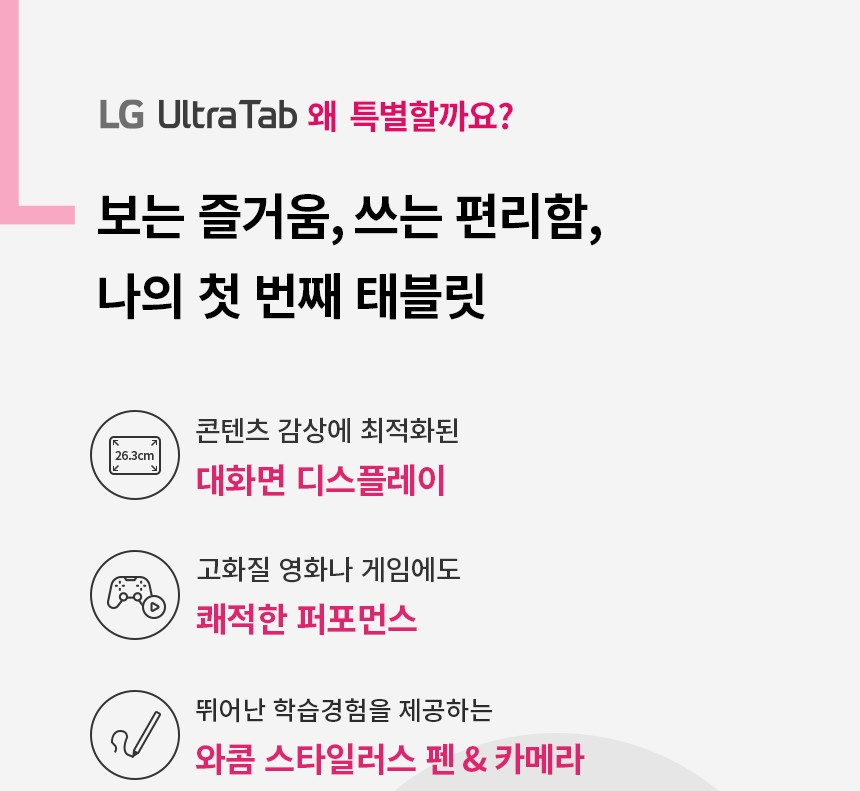 LG UltraTab 왜 특별할까요?
보는 즐거움, 쓰는 편리함,
나의 첫 번째 태블릿
콘텐츠 감상에 최적화된
26.3cm
대화면 디스플레이
고화질 영화나 게임에도
쾌적한 퍼포먼스
뛰어난 학습경험을 제공하는
와콤 스타일러스 펜 & 카메라